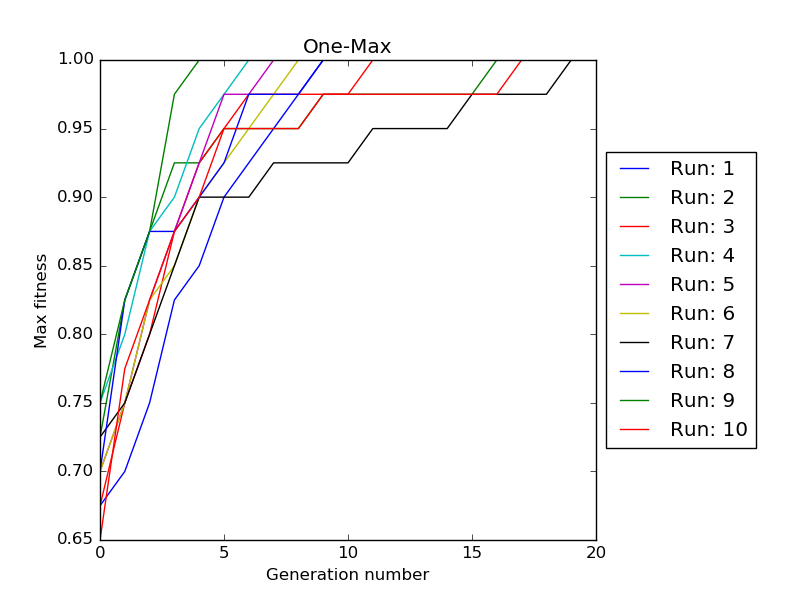 One-Max
Max fitness
1.00
0.95
0.90
0.85
0.80
0.75
0.70
0.65
0 5 10 15 20
Generation number
Run: 1
Run: 2
Run: 3
Run: 4
Run: 5
Run: 6
Run: 7
Run: 8
Run: 9
Run: 10